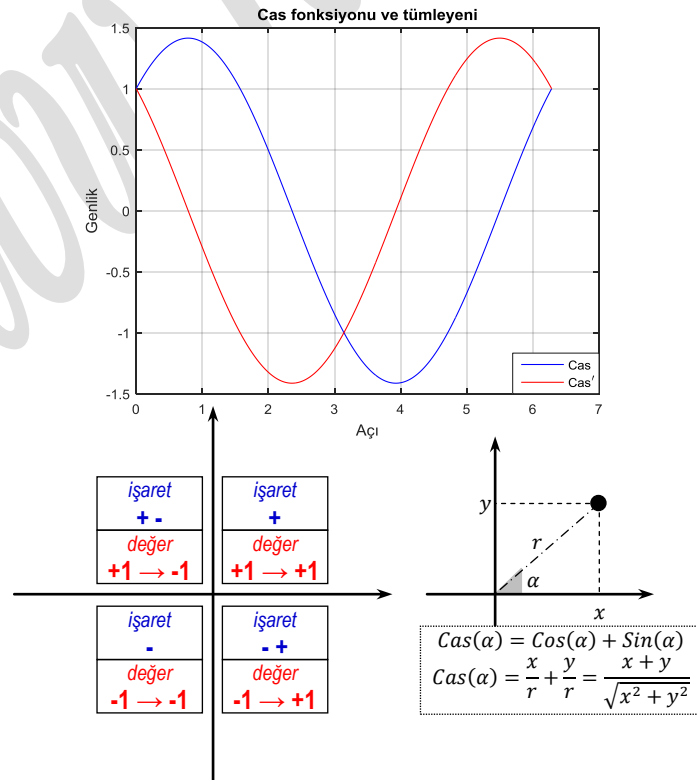 Cas fonksiyonu ve tümleyeni
1.5
1
0.5
0
-0.5
-1
-1.5
Genlik
0 1 2 3 4 5 6 7
Açı
Cas
Cas'
işaret
+ -
değer
+1 → -1
işaret
+
değer
+1 → +1
işaret
-
değer
-1 → -1
işaret
- +
değer
-1 → +1
y
r
α
x
Cas(α) = Cos(α) + Sin(α)
Cas(α) = x/r + y/r = (x + y)/√(x² + y²)